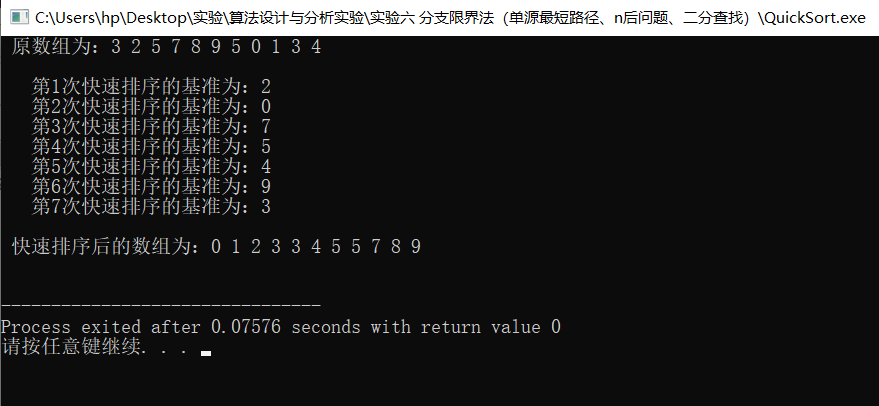 C:\Users\hp\Desktop\实验\算法设计与分析实验\实验六 分支限界法（单源最短路径、n后问题、二分查找）\QuickSort.exe
原数组为：3 2 5 7 8 9 5 0 1 3 4
第1次快速排序的基准为：2
第2次快速排序的基准为：0
第3次快速排序的基准为：7
第4次快速排序的基准为：5
第5次快速排序的基准为：4
第6次快速排序的基准为：9
第7次快速排序的基准为：3
快速排序后的数组为：0 1 2 3 3 4 5 5 7 8 9
--------------------------------
Process exited after 0.07576 seconds with return value 0
请按任意键继续. . .